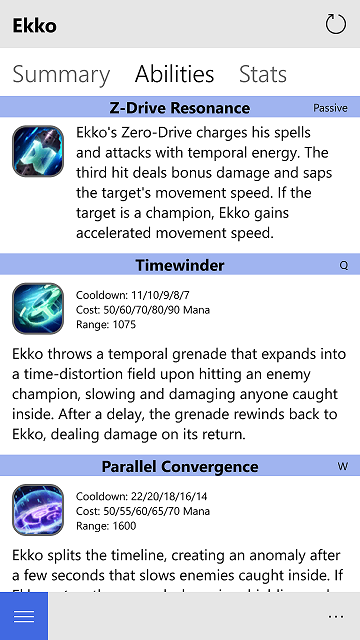 Ekko
Summary Abilities Stats
Z-Drive Resonance Passive
Ekko's Zero-Drive charges his spells
and attacks with temporal energy. The
third hit deals bonus damage and saps
the target's movement speed. If the
target is a champion, Ekko gains
accelerated movement speed.
Timewinder Q
Cooldown: 11/10/9/8/7
Cost: 50/60/70/80/90 Mana
Range: 1075
Ekko throws a temporal grenade that expands into
a time-distortion field upon hitting an enemy
champion, slowing and damaging anyone caught
inside. After a delay, the grenade rewinds back to
Ekko, dealing damage on its return.
Parallel Convergence W
Cooldown: 22/20/18/16/14
Cost: 50/55/60/65/70 Mana
Range: 1600
Ekko splits the timeline, creating an anomaly after
a few seconds that slows enemies caught inside. If